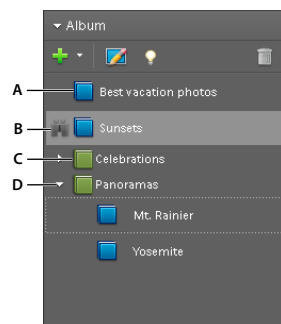 Album
A
Best vacation photos
B
Sunsets
C
Celebrations
D
Panoramas
Mt. Rainier
Yosemite